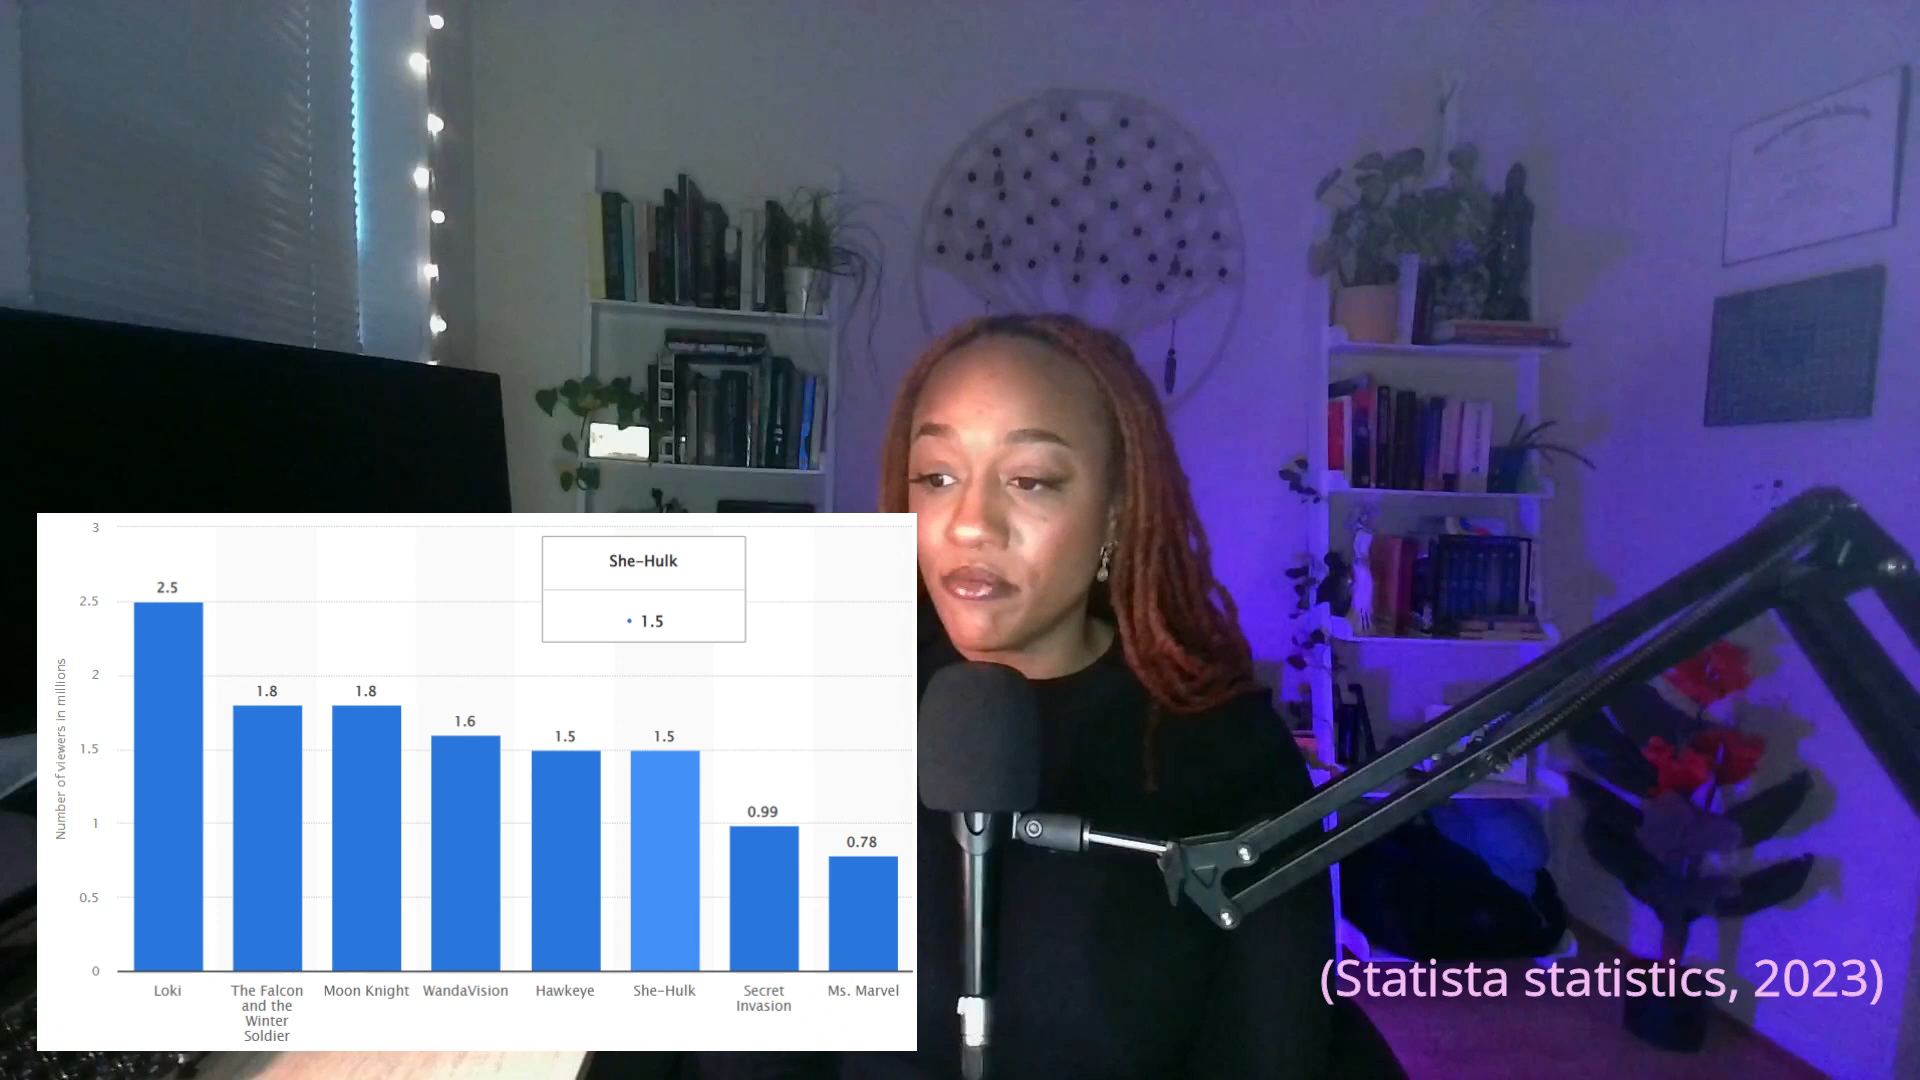 3
2.5
2
1.5
1
0.5
0
Number of viewers in millions
She-Hulk
• 1.5
2.5
1.8
1.8
1.6
1.5
1.5
0.99
0.78
Loki
The Falcon
and the
Winter
Soldier
Moon Knight
WandaVision
Hawkeye
She-Hulk
Secret
Invasion
Ms. Marvel
(Statista statistics, 2023)